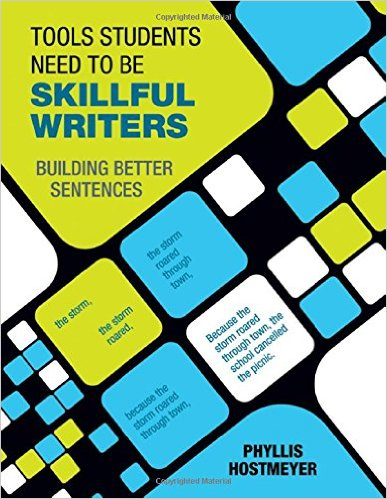 Copyrighted Material
TOOLS STUDENTS
NEED TO BE
SKILLFUL
WRITERS
BUILDING BETTER
SENTENCES
the storm
roared
through
town,
the storm,
the storm
roared,
Because the
storm roared
through town, the
school cancelled
the picnic.
because the
storm roared
through town,
PHYLLIS
HOSTMEYER
Copyrighted Material